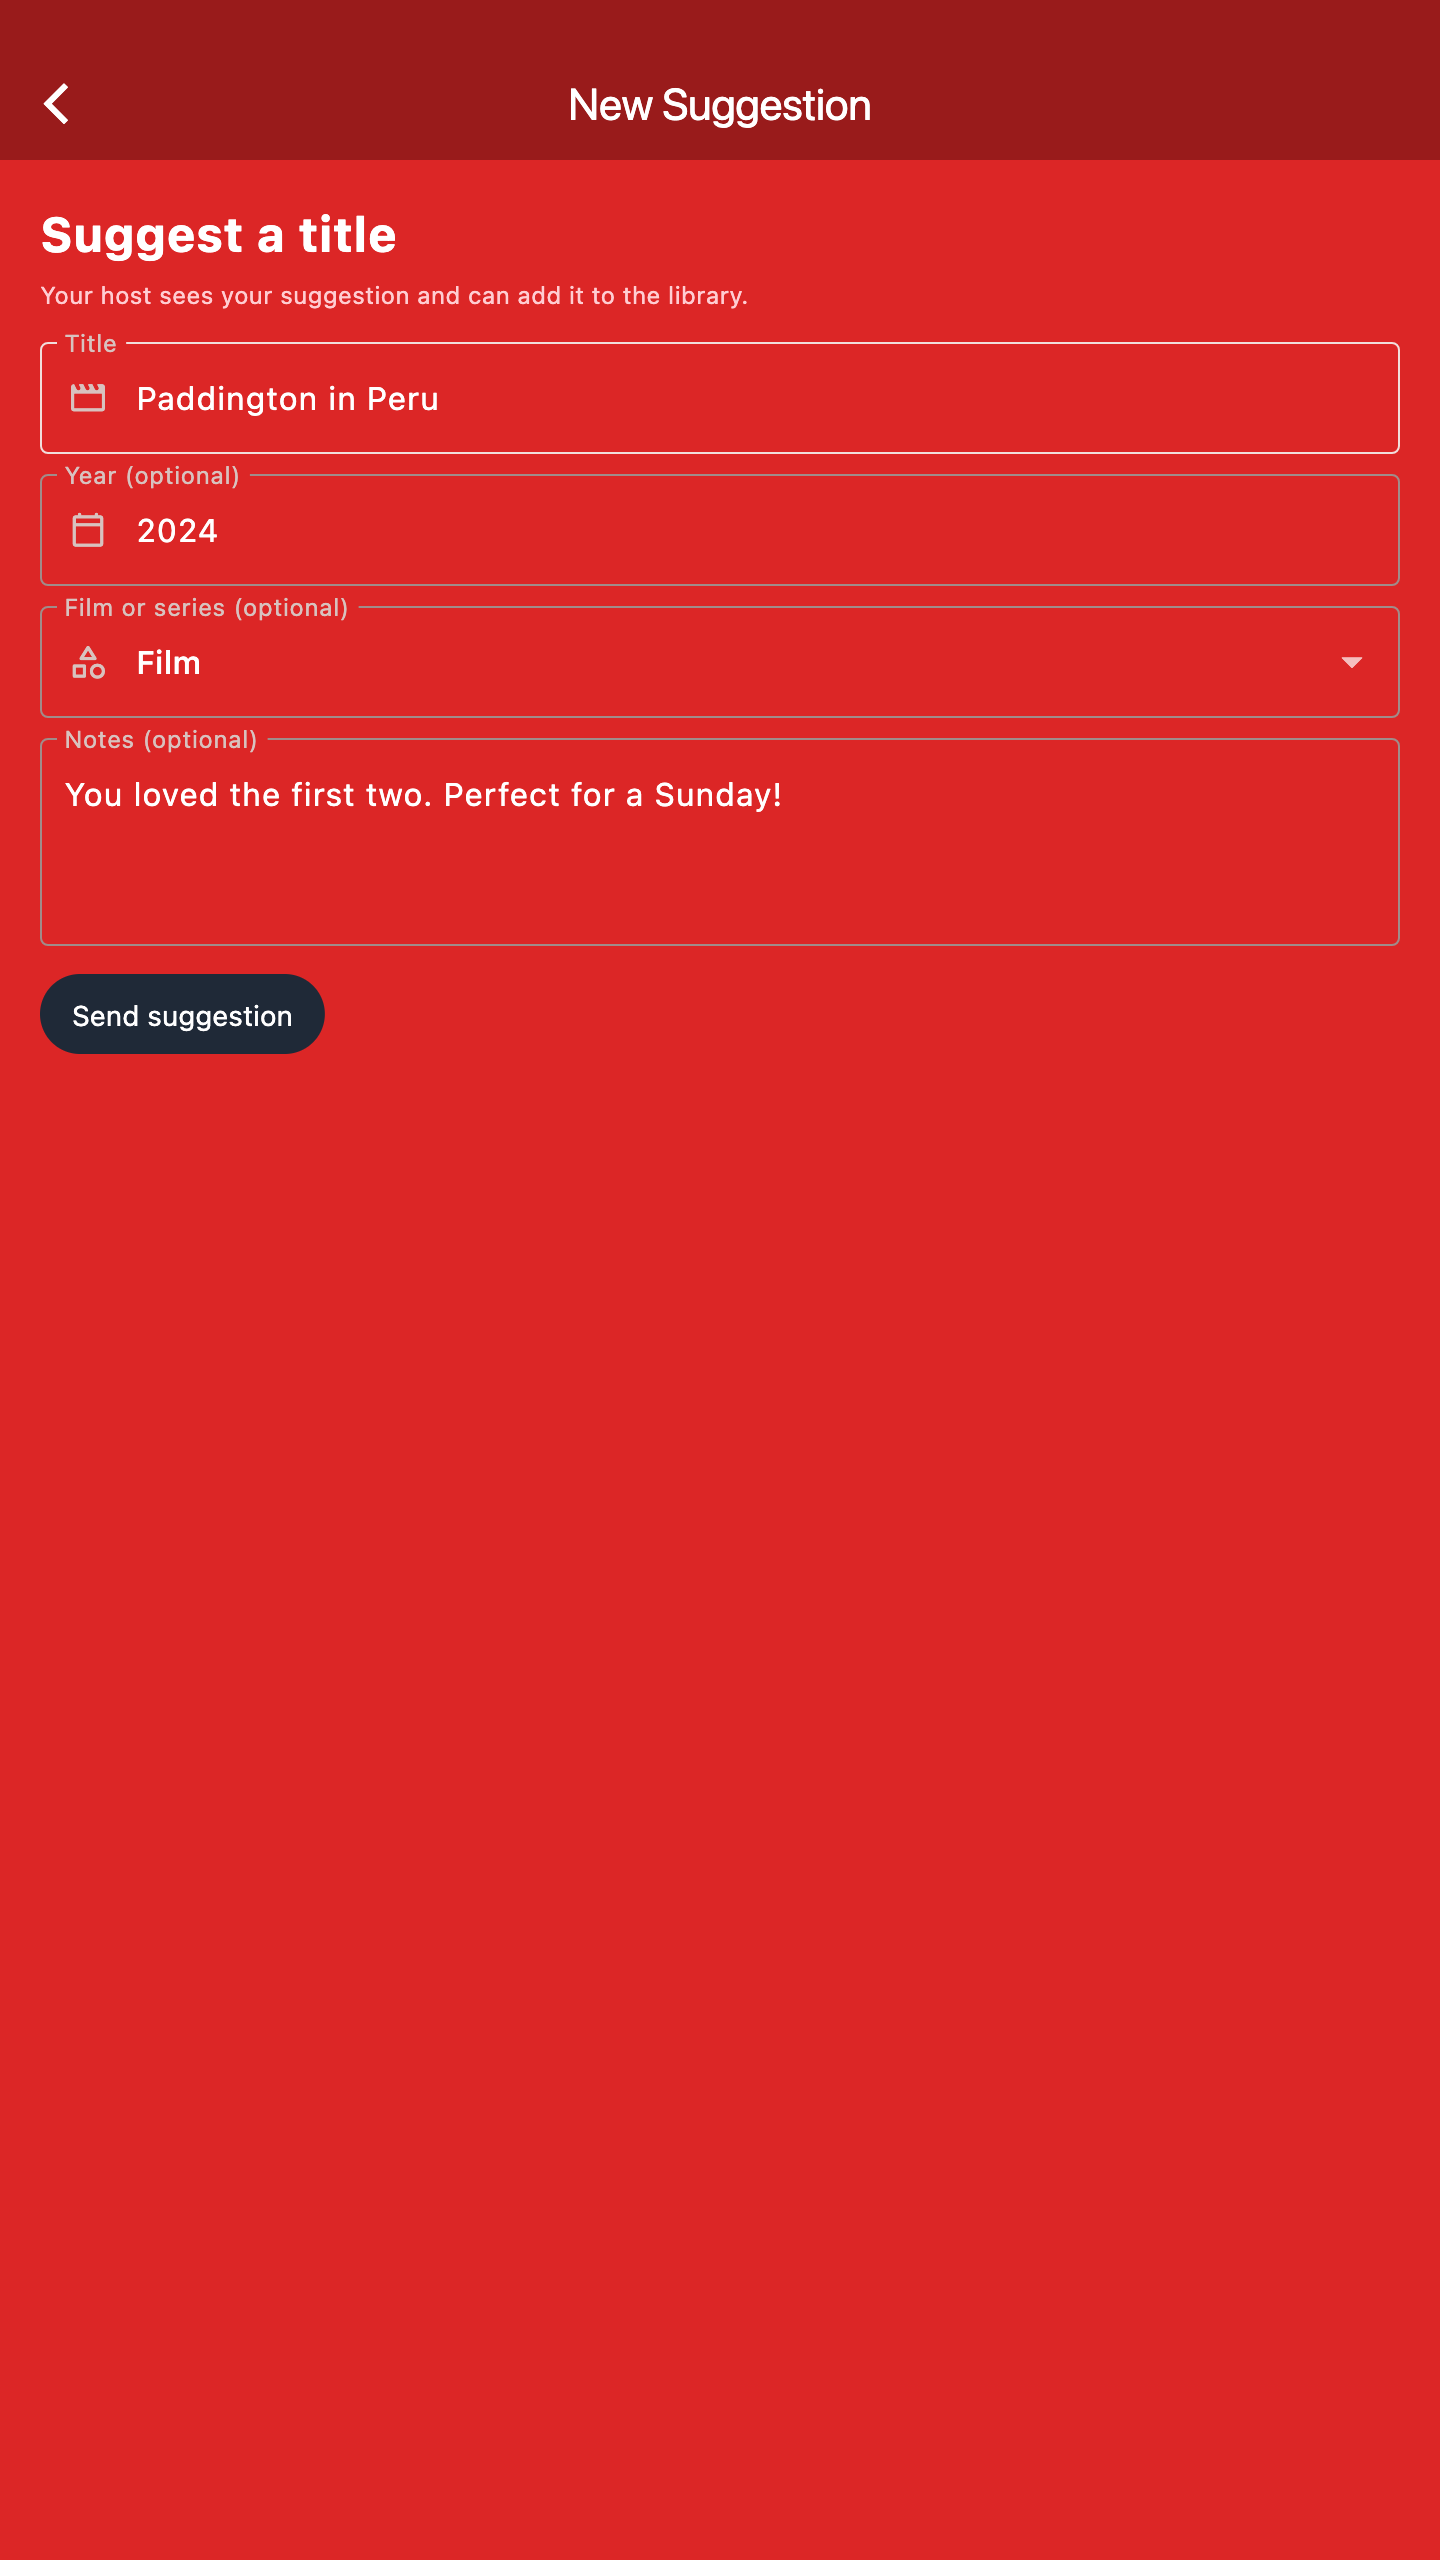 New Suggestion
Suggest a title
Your host sees your suggestion and can add it to the library.
Title
Paddington in Peru
Year (optional)
2024
Film or series (optional)
Film
Notes (optional)
You loved the first two. Perfect for a Sunday!
Send suggestion